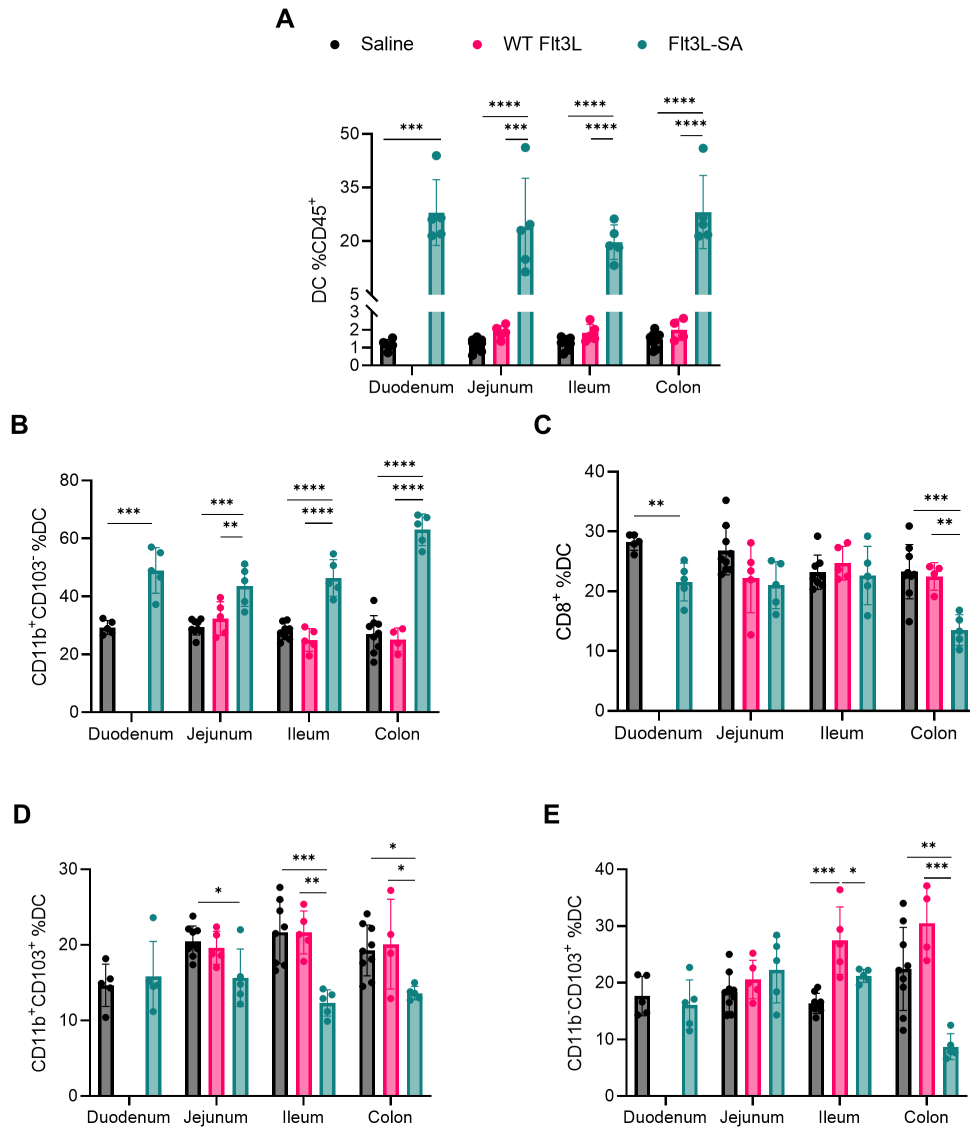 A
Saline WT Flt3L Flt3L-SA
**** **** ****
*** *** **** ****
50
35
20
5
3
2
1
0
DC %CD45+
Duodenum Jejunum Ileum Colon
B
****
*** **** ****
*** ** ****
80
60
40
20
0
CD11b+CD103- %DC
Duodenum Jejunum Ileum Colon
C
** *** **
40
30
20
10
0
CD8+ %DC
Duodenum Jejunum Ileum Colon
D
* *** ** * *
30
20
10
0
CD11b+CD103+ %DC
Duodenum Jejunum Ileum Colon
E
*** * ** ***
40
30
20
10
0
CD11b-CD103+ %DC
Duodenum Jejunum Ileum Colon